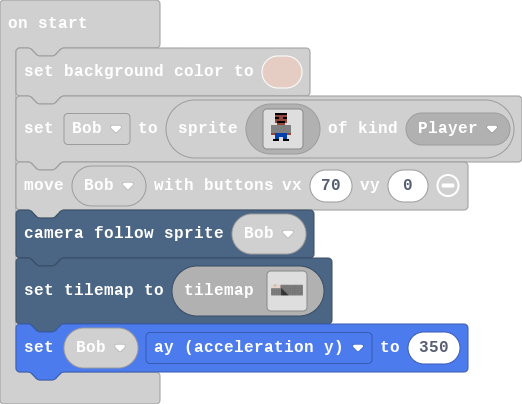 on start
set background color to
set Bob to sprite of kind Player
move Bob with buttons vx 70 vy 0
camera follow sprite Bob
set tilemap to tilemap
set Bob ay (acceleration y) to 350